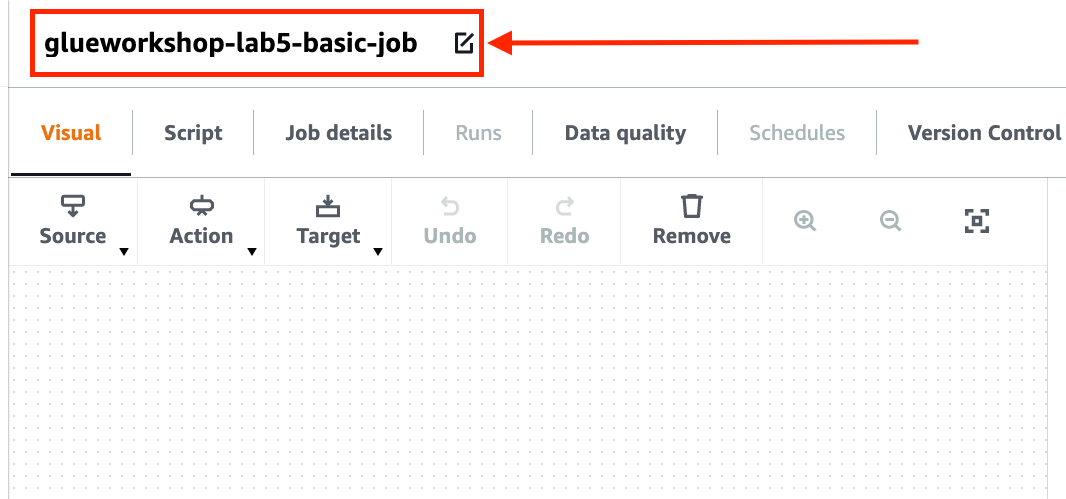 glueworkshop-lab5-basic-job
Visual Script Job details Runs Data quality Schedules Version Control
Source Action Target Undo Redo Remove